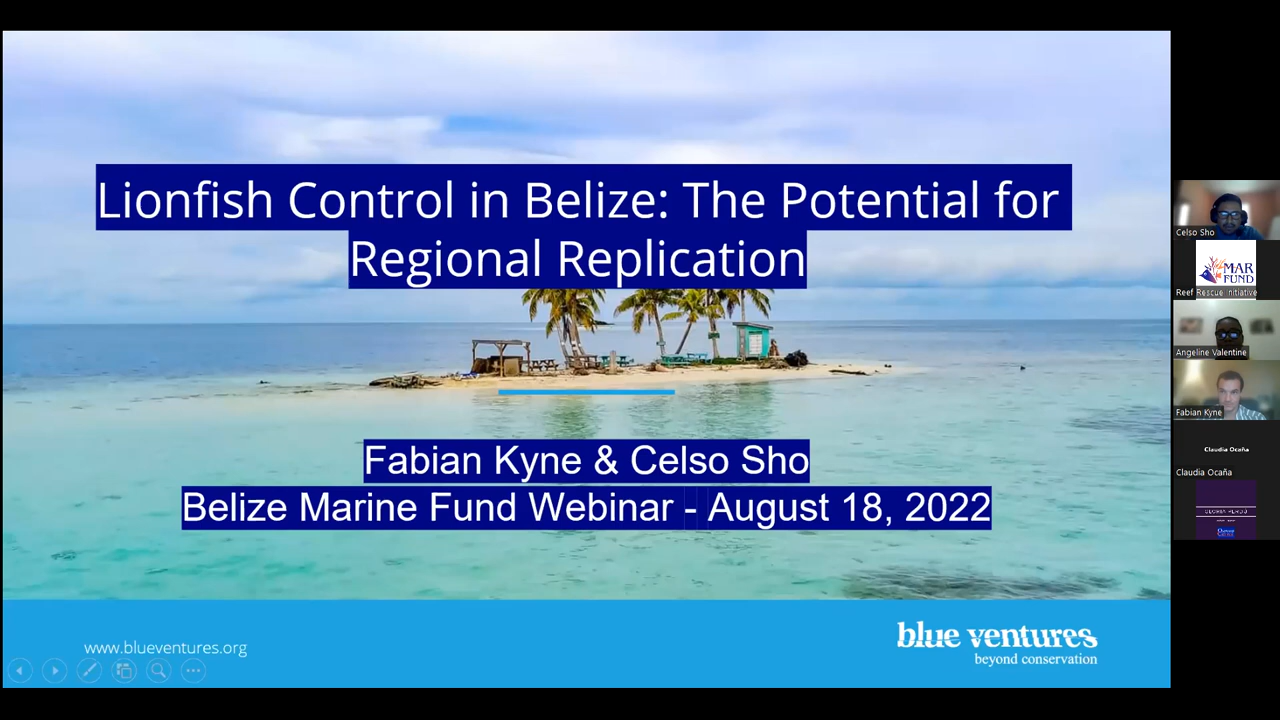 Lionfish Control in Belize: The Potential for
Regional Replication
Fabian Kyne & Celso Sho
Belize Marine Fund Webinar - August 18, 2022
www.blueventures.org
blue ventures
beyond conservation
Celso Sho
MAR
FUND
Reef Rescue Initiative
Angeline Valentine
Fabian Kyne
Claudia Ocaña
Claudia Ocaña